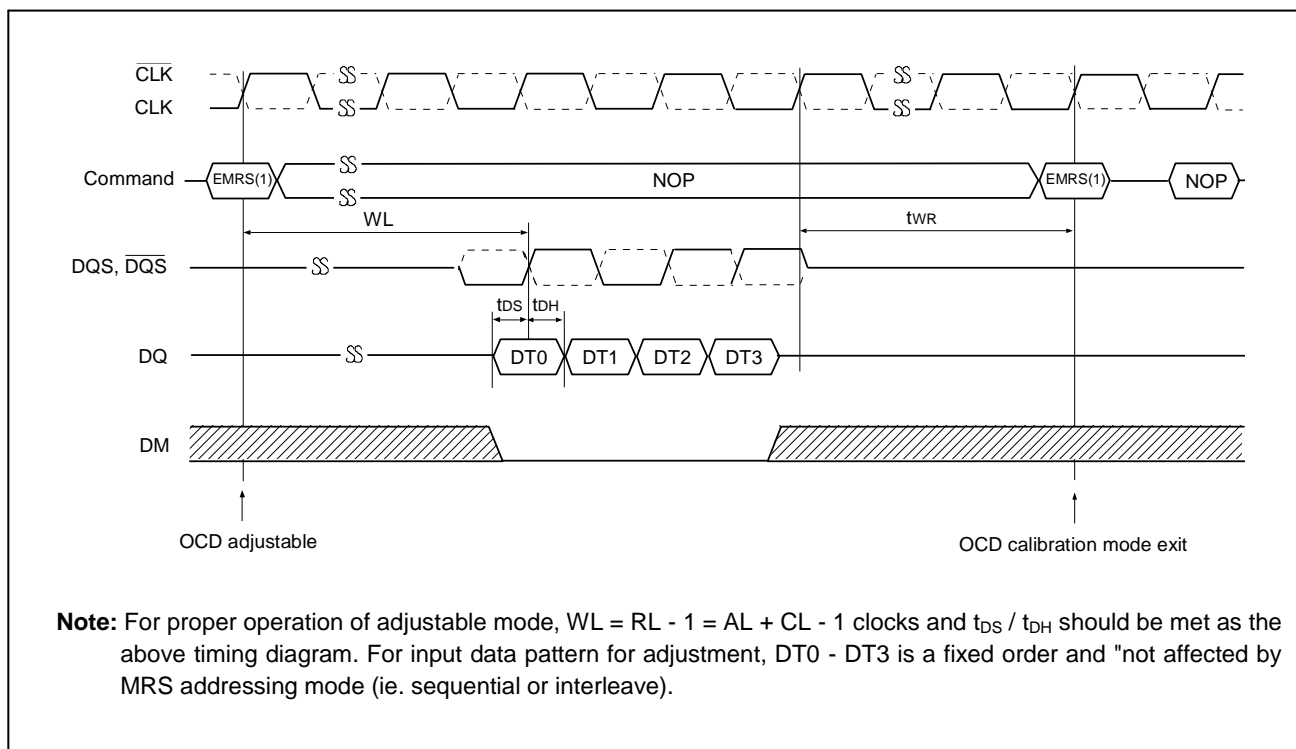 CLK
CLK
Command
EMRS(1)
NOP
EMRS(1)
NOP
WL
tWR
DQS, DQS
tDS
tDH
DQ
DT0
DT1
DT2
DT3
DM
OCD adjustable
OCD calibration mode exit
Note: For proper operation of adjustable mode, WL = RL - 1 = AL + CL - 1 clocks and tDS / tDH should be met as the
above timing diagram. For input data pattern for adjustment, DT0 - DT3 is a fixed order and "not affected by
MRS addressing mode (ie. sequential or interleave).